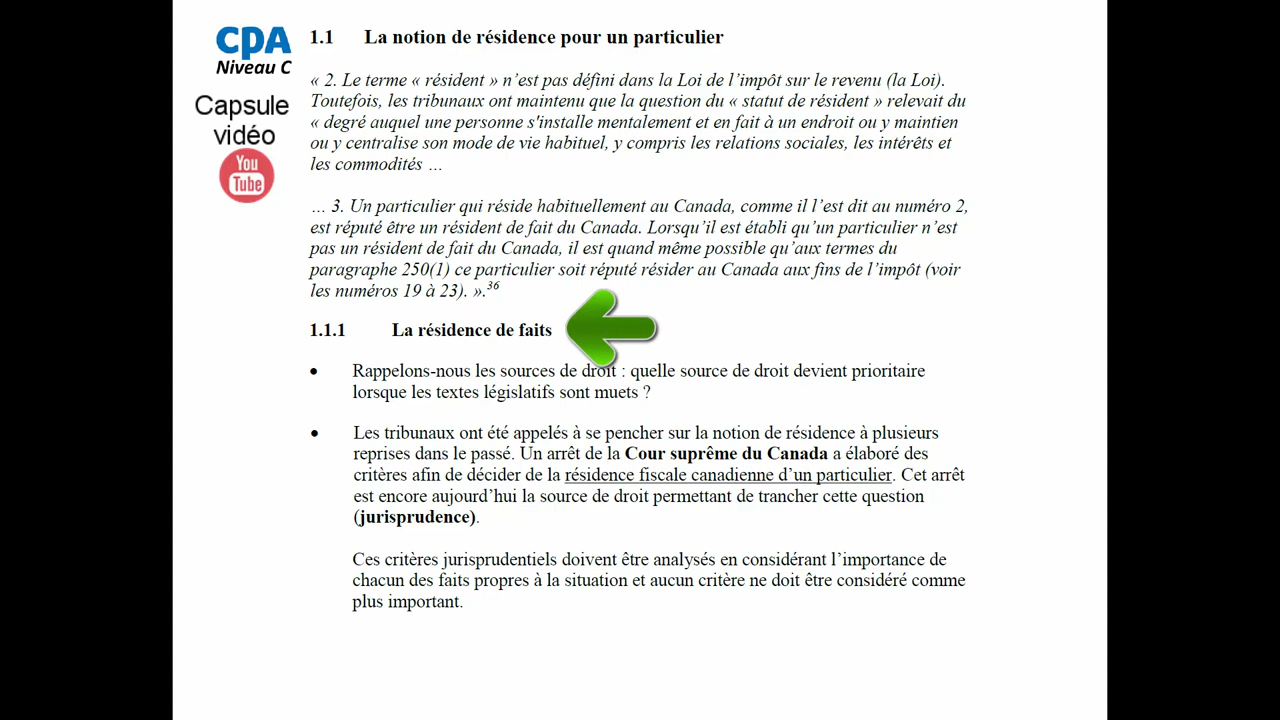 CPA
Niveau C
Capsule
vidéo
You
Tube
1.1 La notion de résidence pour un particulier
« 2. Le terme « résident » n’est pas défini dans la Loi de l’impôt sur le revenu (la Loi).
Toutefois, les tribunaux ont maintenu que la question du « statut de résident » relevait du
« degré auquel une personne s'installe mentalement et en fait à un endroit ou y maintien
ou y centralise son mode de vie habituel, y compris les relations sociales, les intérêts et
les commodités …
… 3. Un particulier qui réside habituellement au Canada, comme il l’est dit au numéro 2,
est réputé être un résident de fait du Canada. Lorsqu’il est établi qu’un particulier n’est
pas un résident de fait du Canada, il est quand même possible qu’aux termes du
paragraphe 250(1) ce particulier soit réputé résider au Canada aux fins de l’impôt (voir
les numéros 19 à 23). ».36
1.1.1 La résidence de faits
• Rappelons-nous les sources de droit : quelle source de droit devient prioritaire
lorsque les textes législatifs sont muets ?
• Les tribunaux ont été appelés à se pencher sur la notion de résidence à plusieurs
reprises dans le passé. Un arrêt de la Cour suprême du Canada a élaboré des
critères afin de décider de la résidence fiscale canadienne d’un particulier. Cet arrêt
est encore aujourd’hui la source de droit permettant de trancher cette question
(jurisprudence).
Ces critères jurisprudentiels doivent être analysés en considérant l’importance de
chacun des faits propres à la situation et aucun critère ne doit être considéré comme
plus important.